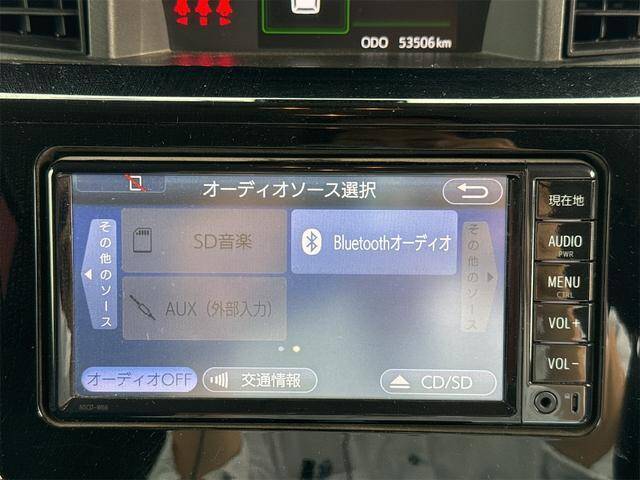 ODO 53506 km
オーディオソース選択
現在地
その他のソース
SD音楽
Bluetoothオーディオ
その他のソース
AUDIO
PWR
AUX（外部入力）
MENU
CTRL
VOL+
オーディオOFF
交通情報
CD/SD
VOL-
NSCD-W66